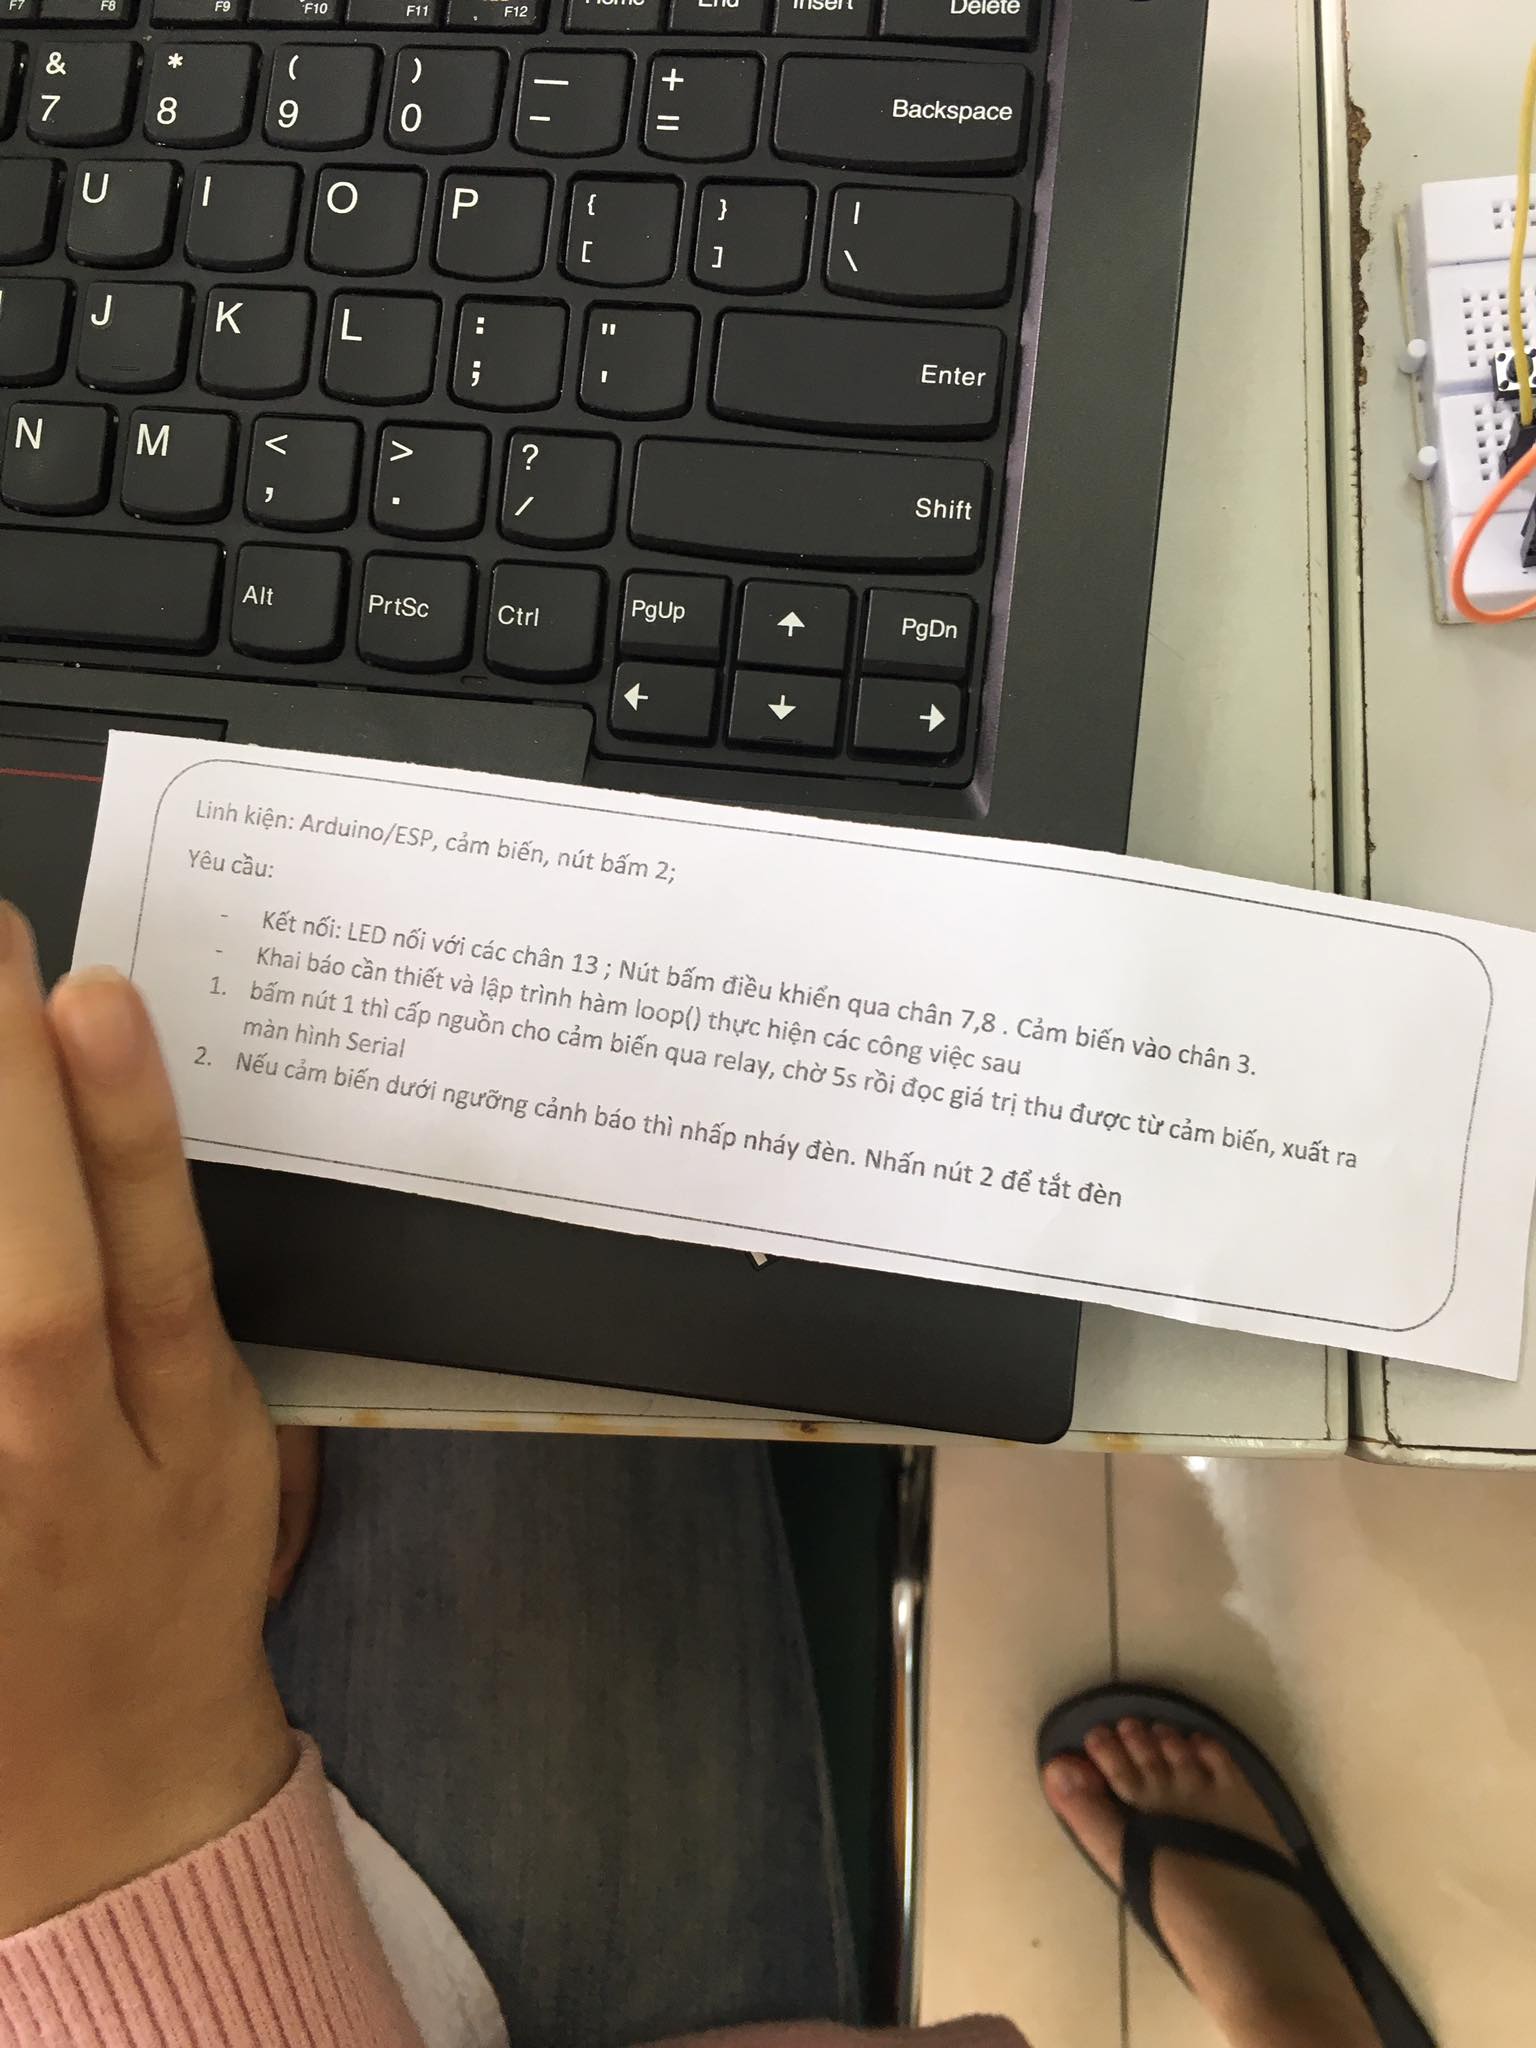 F7 F8 F9 F10 F11 F12 Home End Insert Delete
& 7 * 8 ( 9 ) 0 — - + = Backspace
U I O P { [ } ] | \
J K L : ; " ' Enter
N M < , > . ? / Shift
Alt PrtSc Ctrl PgUp ↑ PgDn
← ↓ →
Linh kiện: Arduino/ESP, cảm biến, nút bấm 2;
Yêu cầu:
- Kết nối: LED nối với các chân 13 ; Nút bấm điều khiển qua chân 7,8 . Cảm biến vào chân 3.
- Khai báo cần thiết và lập trình hàm loop() thực hiện các công việc sau
1. bấm nút 1 thì cấp nguồn cho cảm biến qua relay, chờ 5s rồi đọc giá trị thu được từ cảm biến, xuất ra
màn hình Serial
2. Nếu cảm biến dưới ngưỡng cảnh báo thì nhấp nháy đèn. Nhấn nút 2 để tắt đèn